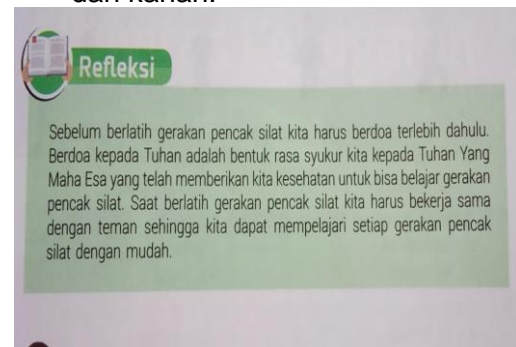 dan kanan.
Refleksi
Sebelum berlatih gerakan pencak silat kita harus berdoa terlebih dahulu.
Berdoa kepada Tuhan adalah bentuk rasa syukur kita kepada Tuhan Yang
Maha Esa yang telah memberikan kita kesehatan untuk bisa belajar gerakan
pencak silat. Saat berlatih gerakan pencak silat kita harus bekerja sama
dengan teman sehingga kita dapat mempelajari setiap gerakan pencak
silat dengan mudah.